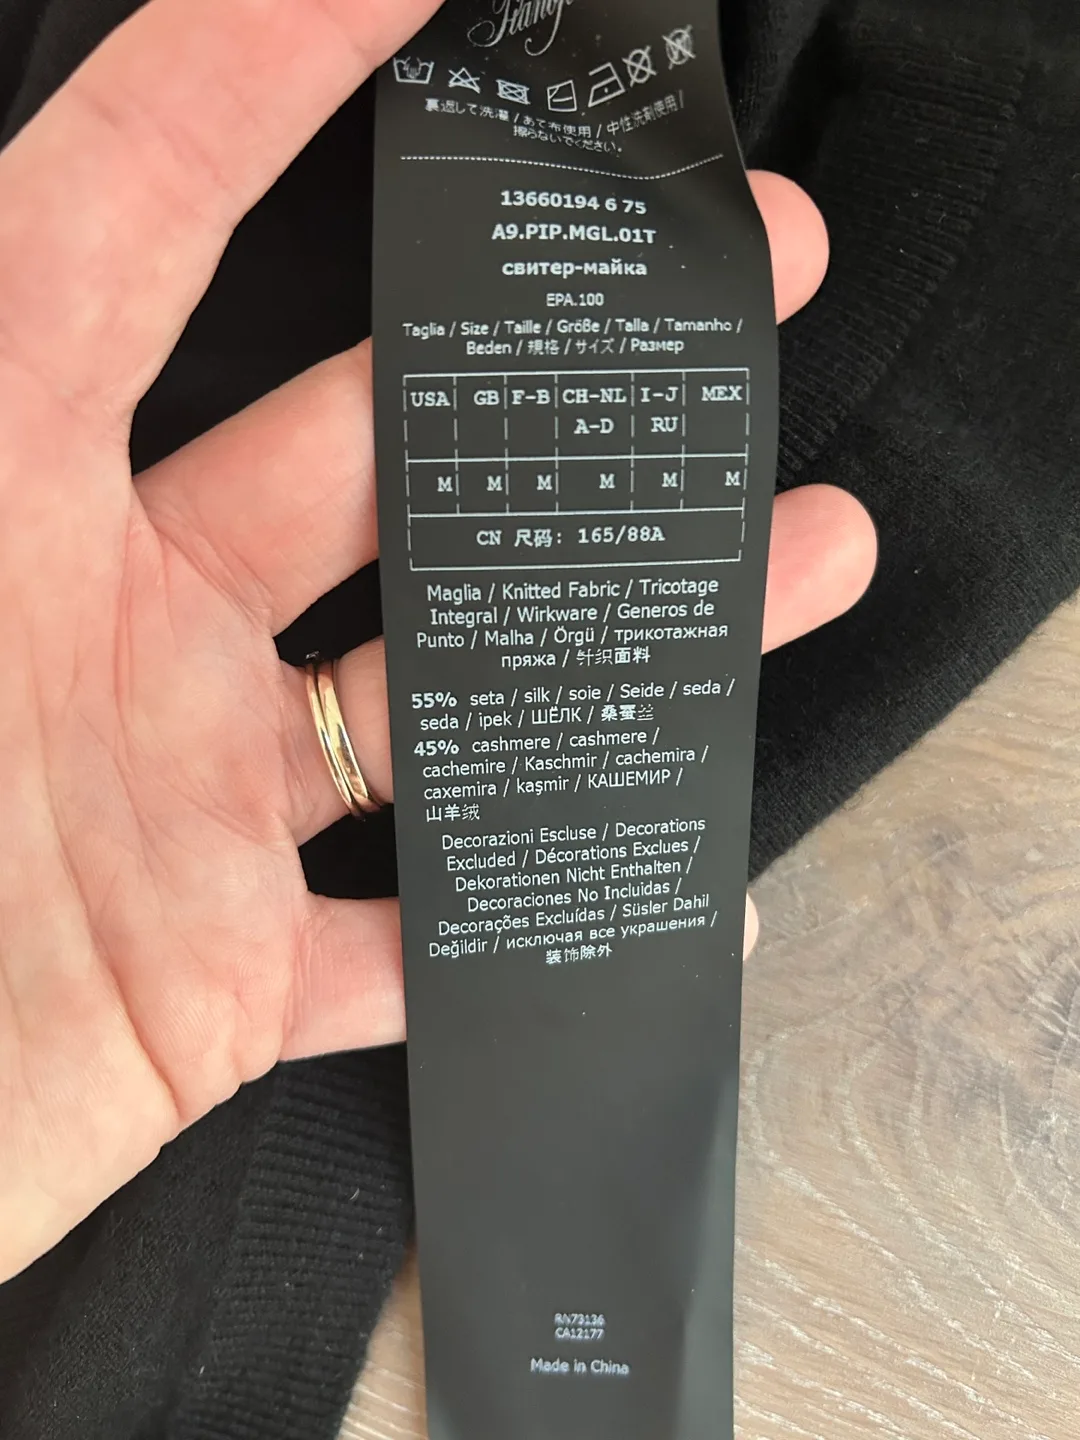 裏返して洗濯 / あて布使用 / 中性洗剤使用 /
擦らないでください。
13660194 6 75
A9.PIP.MGL.01T
свитер-майка
EPA.100
Taglia / Size / Taille / Größe / Talla / Tamanho /
Beden / 規格 / サイズ / Размер
USA GB F-B CH-NL I-J MEX
A-D RU
M M M M M M
CN 尺码: 165/88A
Maglia / Knitted Fabric / Tricotage
Integral / Wirkware / Generos de
Punto / Malha / Örgü / трикотажная
пряжа / 针织面料
55% seta / silk / soie / Seide / seda /
seda / ipek / ШЁЛК / 桑蚕丝
45% cashmere / cashmere /
cachemire / Kaschmir / cachemira /
caxemira / kaşmir / КАШЕМИР /
山羊绒
Decorazioni Escluse / Decorations
Excluded / Décorations Exclues /
Dekorationen Nicht Enthalten /
Decoraciones No Incluidas /
Decorações Excluídas / Süsler Dahil
Değildir / исключая все украшения /
装饰除外
RN73136
CA12177
Made in China